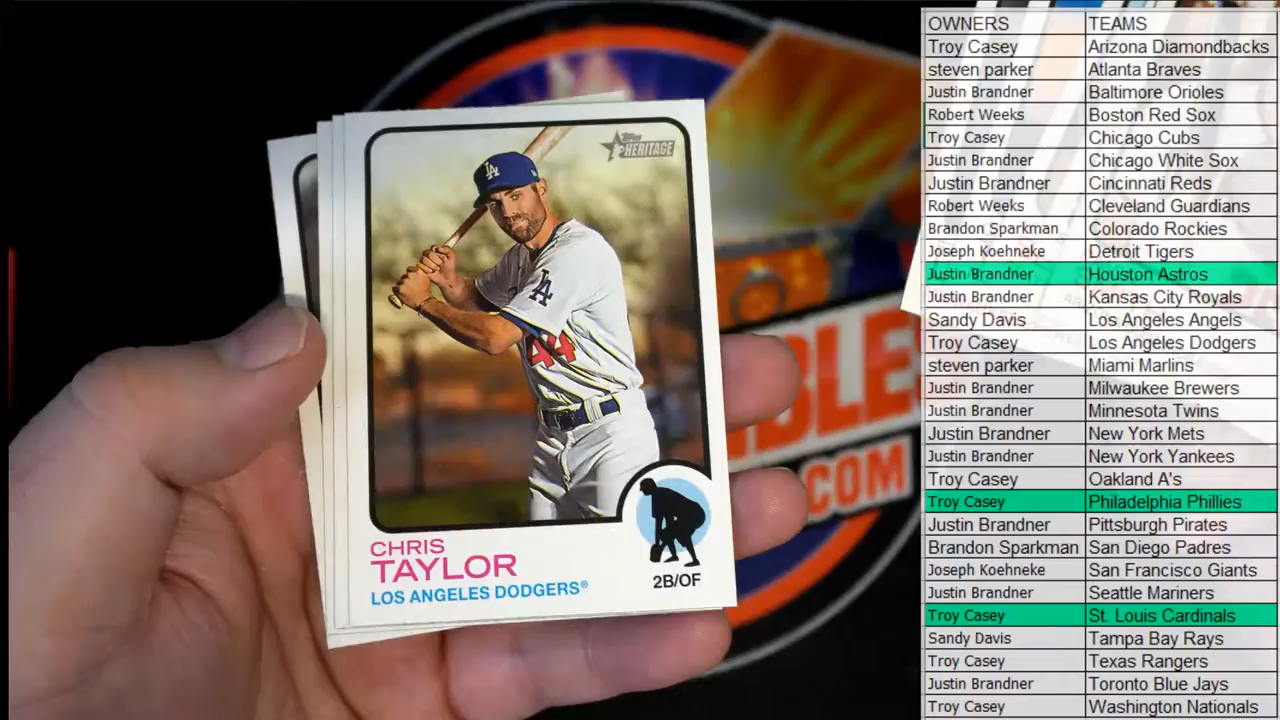 Topps
HERITAGE
LA
LA
44
CHRIS
TAYLOR
LOS ANGELES DODGERS®
2B/OF
BLE
.COM
OWNERS TEAMS
Troy Casey Arizona Diamondbacks
steven parker Atlanta Braves
Justin Brandner Baltimore Orioles
Robert Weeks Boston Red Sox
Troy Casey Chicago Cubs
Justin Brandner Chicago White Sox
Justin Brandner Cincinnati Reds
Robert Weeks Cleveland Guardians
Brandon Sparkman Colorado Rockies
Joseph Koehneke Detroit Tigers
Justin Brandner Houston Astros
Justin Brandner Kansas City Royals
Sandy Davis Los Angeles Angels
Troy Casey Los Angeles Dodgers
steven parker Miami Marlins
Justin Brandner Milwaukee Brewers
Justin Brandner Minnesota Twins
Justin Brandner New York Mets
Justin Brandner New York Yankees
Troy Casey Oakland A's
Troy Casey Philadelphia Phillies
Justin Brandner Pittsburgh Pirates
Brandon Sparkman San Diego Padres
Joseph Koehneke San Francisco Giants
Justin Brandner Seattle Mariners
Troy Casey St. Louis Cardinals
Sandy Davis Tampa Bay Rays
Troy Casey Texas Rangers
Justin Brandner Toronto Blue Jays
Troy Casey Washington Nationals